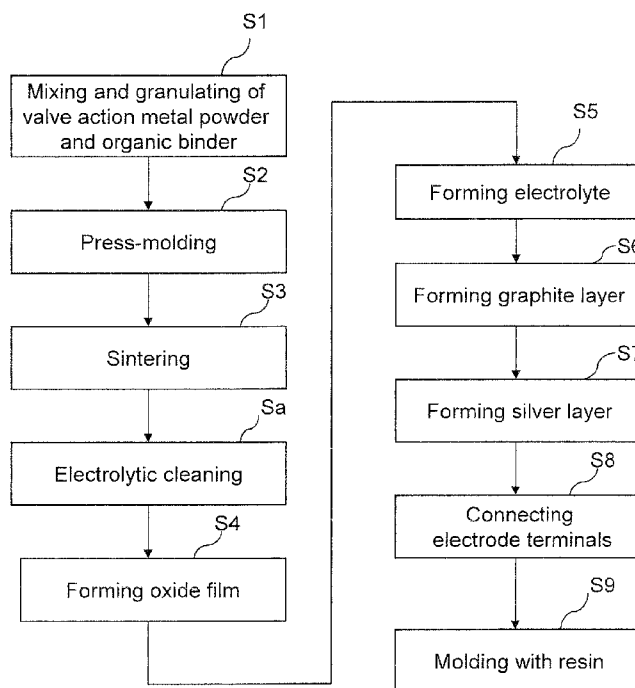 S1
Mixing and granulating of
valve action metal powder
and organic binder
S2
Press-molding
S3
Sintering
Sa
Electrolytic cleaning
S4
Forming oxide film
S5
Forming electrolyte
S6
Forming graphite layer
S7
Forming silver layer
S8
Connecting
electrode terminals
S9
Molding with resin